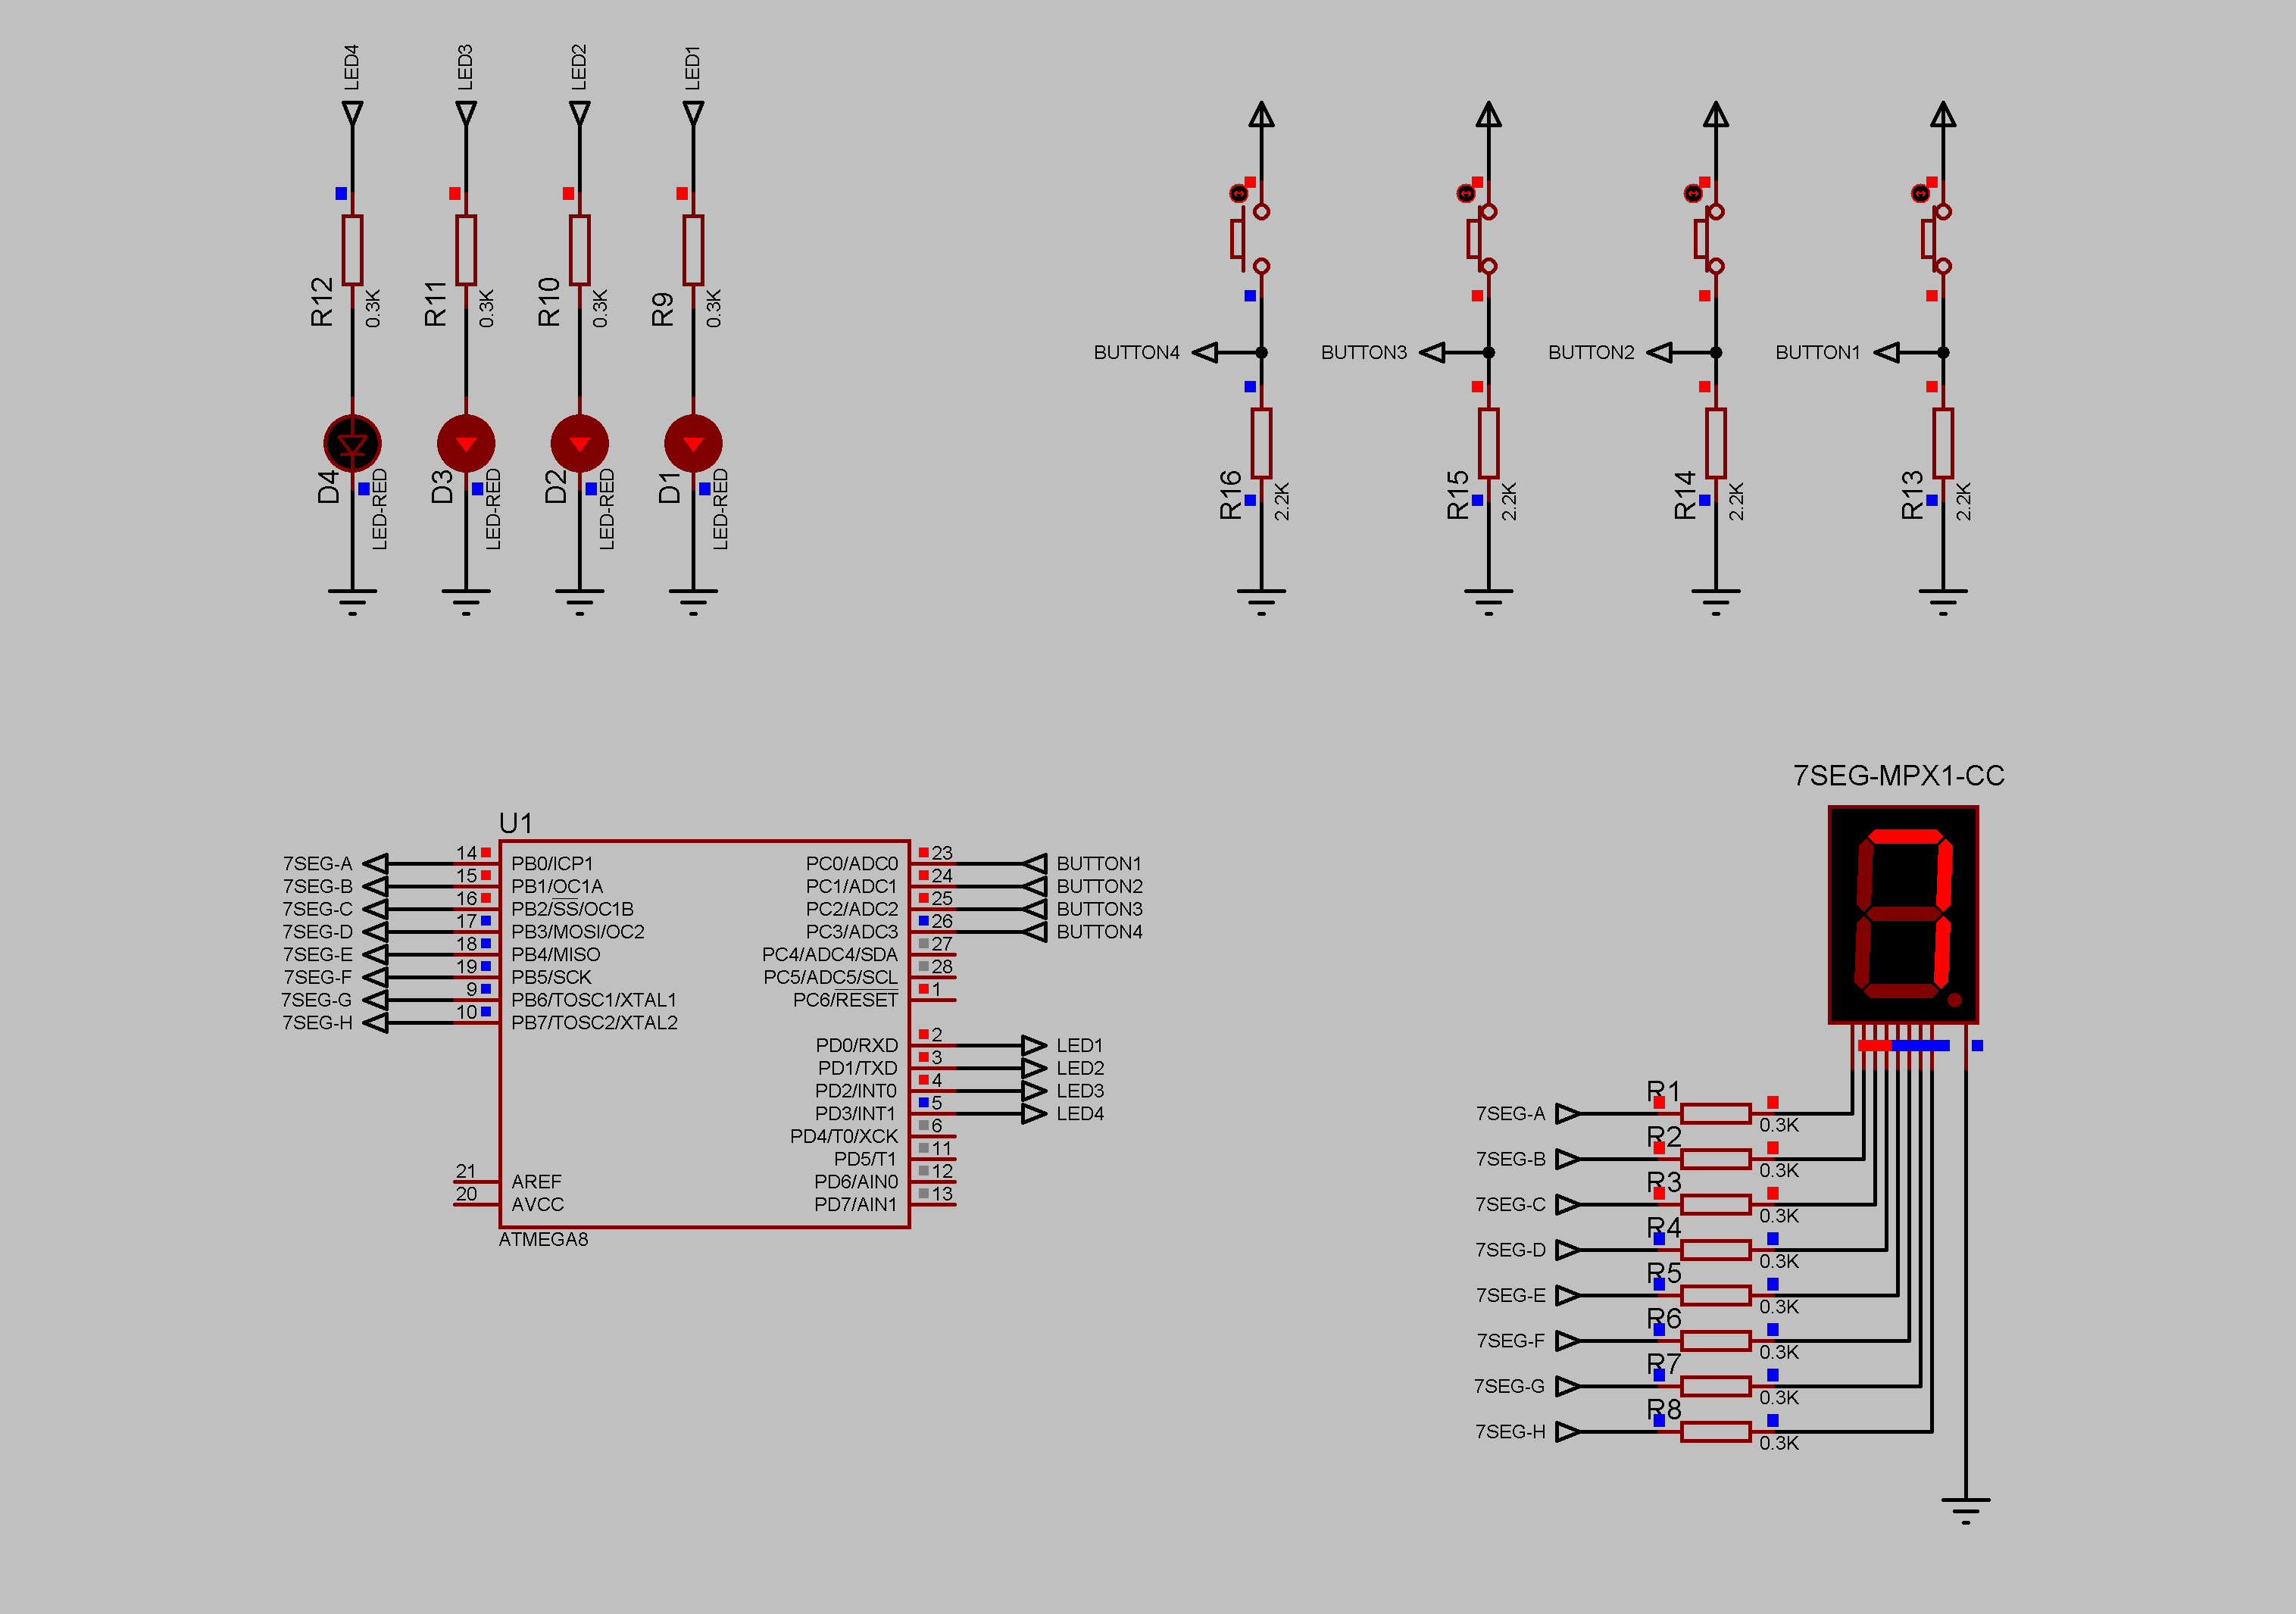 LED4
LED3
LED2
LED1
R12
0.3K
R11
0.3K
R10
0.3K
R9
0.3K
D4
LED-RED
D3
LED-RED
D2
LED-RED
D1
LED-RED
BUTTON4
BUTTON3
BUTTON2
BUTTON1
R16
2.2K
R15
2.2K
R14
2.2K
R13
2.2K
U1
7SEG-A 14 PB0/ICP1
7SEG-B 15 PB1/OC1A
7SEG-C 16 PB2/SS/OC1B
7SEG-D 17 PB3/MOSI/OC2
7SEG-E 18 PB4/MISO
7SEG-F 19 PB5/SCK
7SEG-G 9 PB6/TOSC1/XTAL1
7SEG-H 10 PB7/TOSC2/XTAL2
21 AREF
20 AVCC
PC0/ADC0 23 BUTTON1
PC1/ADC1 24 BUTTON2
PC2/ADC2 25 BUTTON3
PC3/ADC3 26 BUTTON4
PC4/ADC4/SDA 27
PC5/ADC5/SCL 28
PC6/RESET 1
PD0/RXD 2 LED1
PD1/TXD 3 LED2
PD2/INT0 4 LED3
PD3/INT1 5 LED4
PD4/T0/XCK 6
PD5/T1 11
PD6/AIN0 12
PD7/AIN1 13
ATMEGA8
7SEG-MPX1-CC
R1
7SEG-A
0.3K
R2
7SEG-B
0.3K
R3
7SEG-C
0.3K
R4
7SEG-D
0.3K
R5
7SEG-E
0.3K
R6
7SEG-F
0.3K
R7
7SEG-G
0.3K
R8
7SEG-H
0.3K